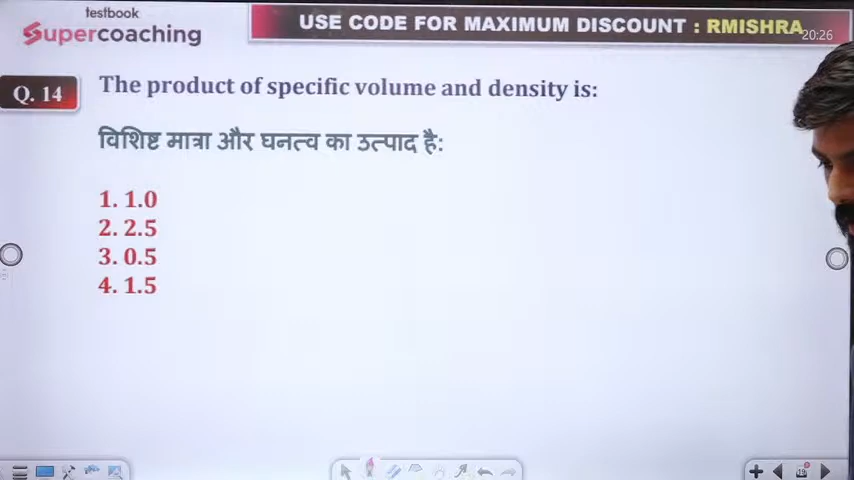 testbook
Supercoaching
USE CODE FOR MAXIMUM DISCOUNT : RMISHRA
20:26
Q. 14
The product of specific volume and density is:
विशिष्ट मात्रा और घनत्व का उत्पाद है:
1. 1.0
2. 2.5
3. 0.5
4. 1.5
19